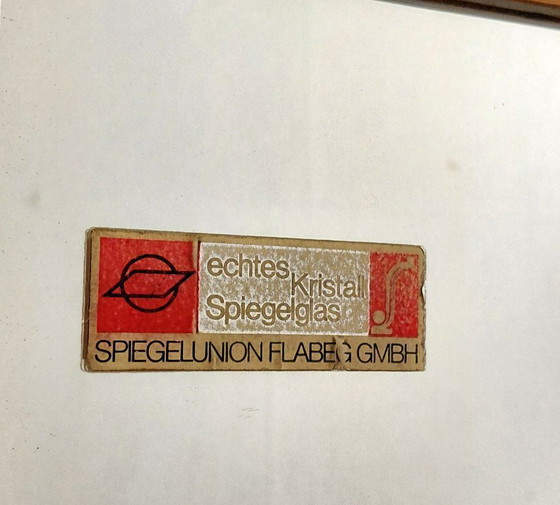 echtes
Kristall
Spiegelglas
SPIEGELUNION FLABEG GMBH